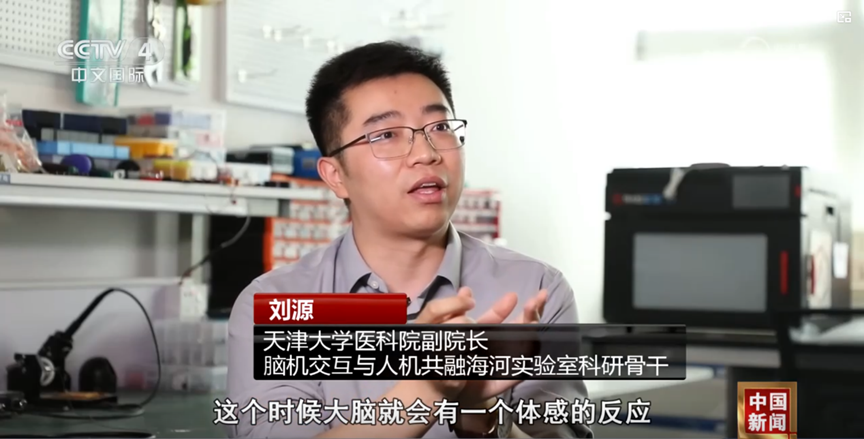 CCTV 4
中文国际
刘源
天津大学医科院副院长
脑机交互与人机共融海河实验室科研骨干
这个时候大脑就会有一个体感的反应
中国
新闻